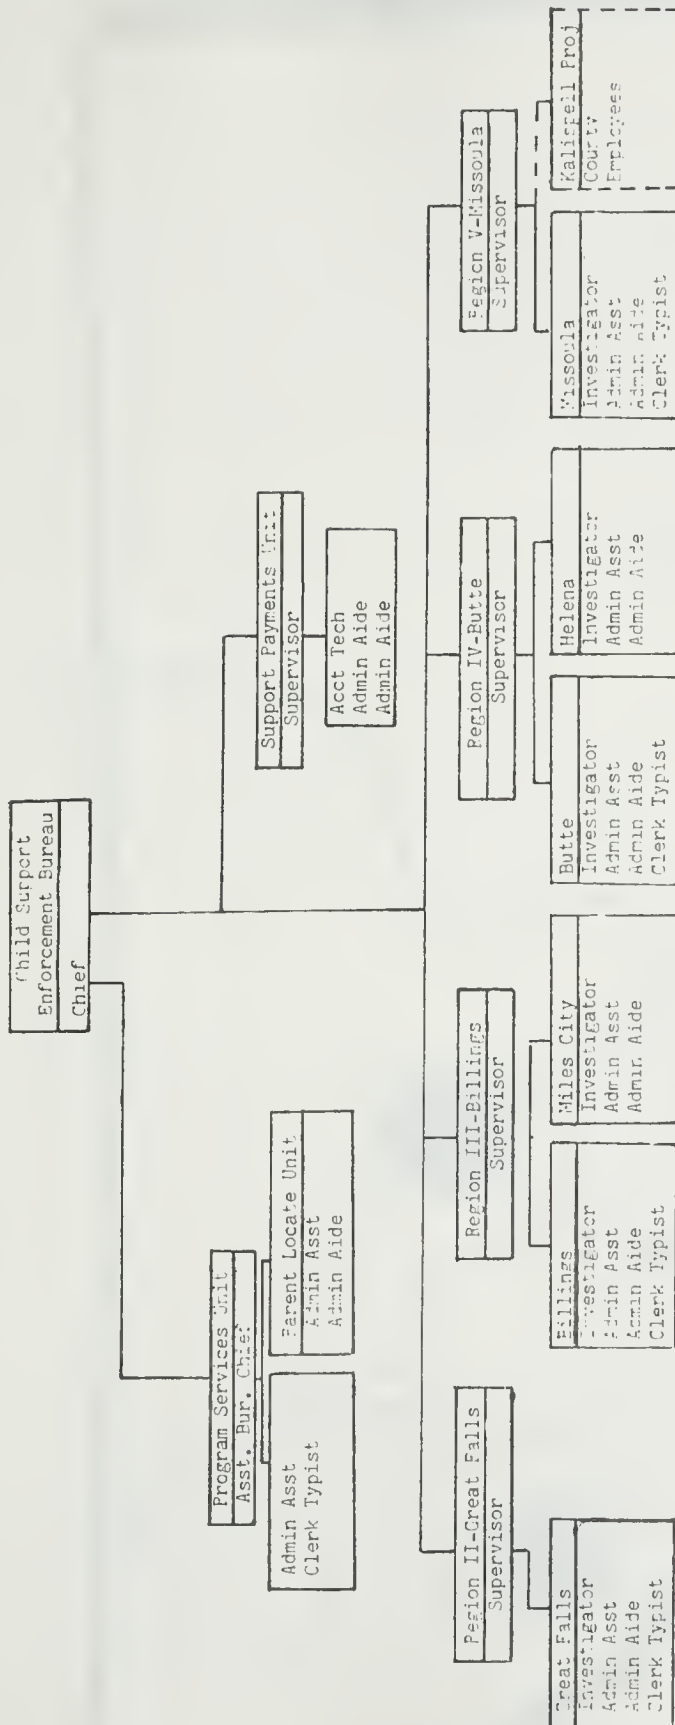 Child Support
Enforcement Bureau
Chief
Program Services Unit
Asst. Bur. Chief
Admin Asst
Clerk Typist
Parent Locate Unit
Admin Asst
Admin Aide
Support Payments Unit
Supervisor
Acct Tech
Admin Aide
Admin Aide
Region II-Great Falls
Supervisor
Great Falls
Investigator
Admin Asst
Admin Aide
Clerk Typist
Region III-Billings
Supervisor
Billings
Investigator
Admin Asst
Admin Aide
Clerk Typist
Miles City
Investigator
Admin Asst
Admin Aide
Region IV-Butte
Supervisor
Butte
Investigator
Admin Asst
Admin Aide
Clerk Typist
Helena
Investigator
Admin Asst
Admin Aide
Region V-Missoula
Supervisor
Missoula
Investigator
Admin Asst
Admin Aide
Clerk Typist
Kalispell Proj
County
Employees